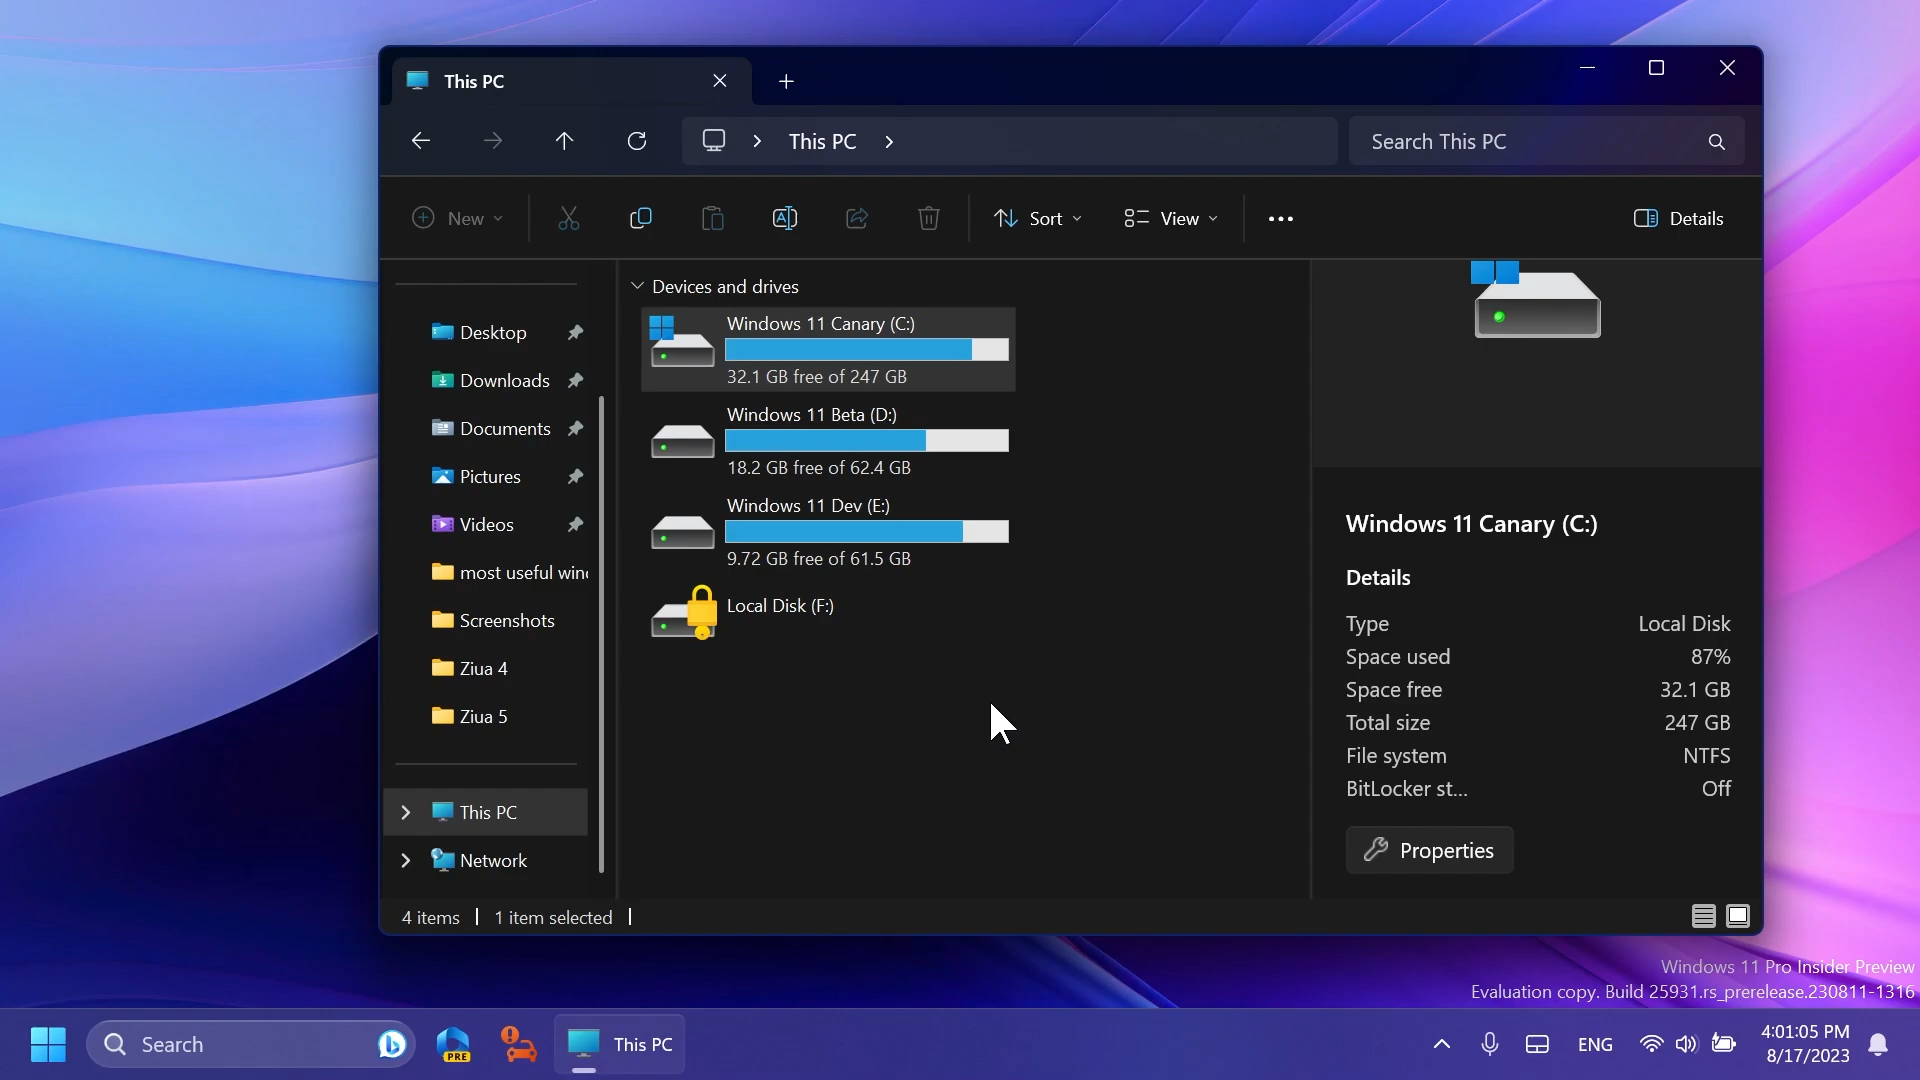 This PC
This PC
Search This PC
New
Sort
View
Details
Desktop
Downloads
Documents
Pictures
Videos
most useful win
Screenshots
Ziua 4
Ziua 5
This PC
Network
Devices and drives
Windows 11 Canary (C:)
32.1 GB free of 247 GB
Windows 11 Beta (D:)
18.2 GB free of 62.4 GB
Windows 11 Dev (E:)
9.72 GB free of 61.5 GB
Local Disk (F:)
Windows 11 Canary (C:)
Details
Type Local Disk
Space used 87%
Space free 32.1 GB
Total size 247 GB
File system NTFS
BitLocker st... Off
Properties
4 items
1 item selected
Windows 11 Pro Insider Preview
Evaluation copy. Build 25931.rs_prerelease.230811-1316
Search
PRE
This PC
ENG
4:01:05 PM
8/17/2023